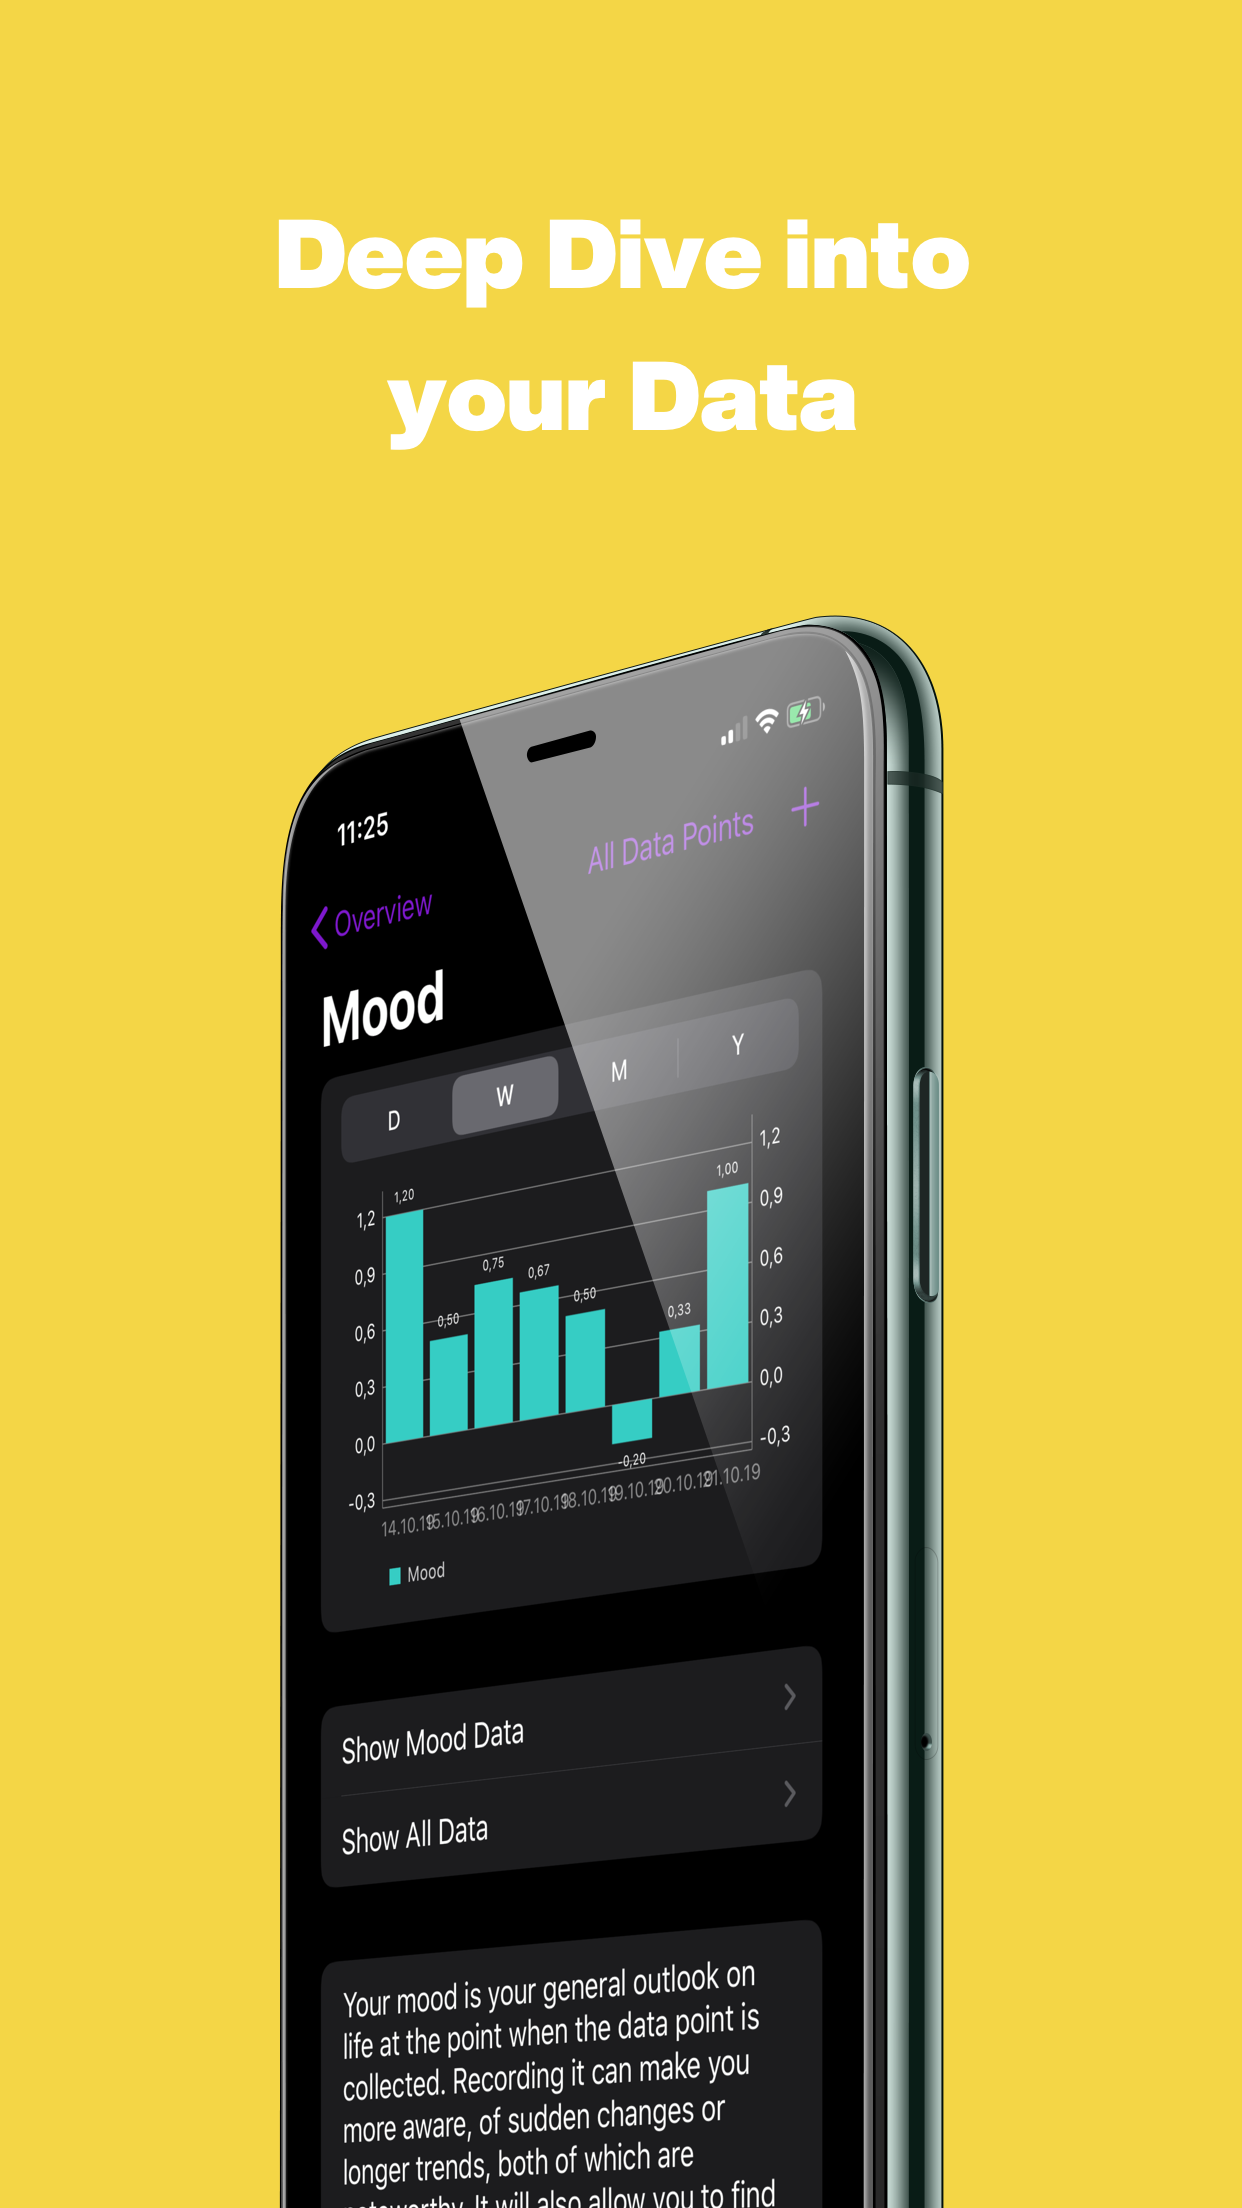 Deep Dive into
your Data
11:25
Overview
All Data Points
Mood
D W M Y
1,2
0,9
0,6
0,3
0,0
-0,3
1,20
0,50
0,75
0,67
0,50
-0,20
0,33
1,00
1,2
0,9
0,6
0,3
0,0
-0,3
14.10.19 15.10.19 16.10.19 17.10.19 18.10.19 19.10.19 20.10.19 21.10.19
Mood
Show Mood Data
Show All Data
Your mood is your general outlook on
life at the point when the data point is
collected. Recording it can make you
more aware, of sudden changes or
longer trends, both of which are
noteworthy. It will also allow you to find